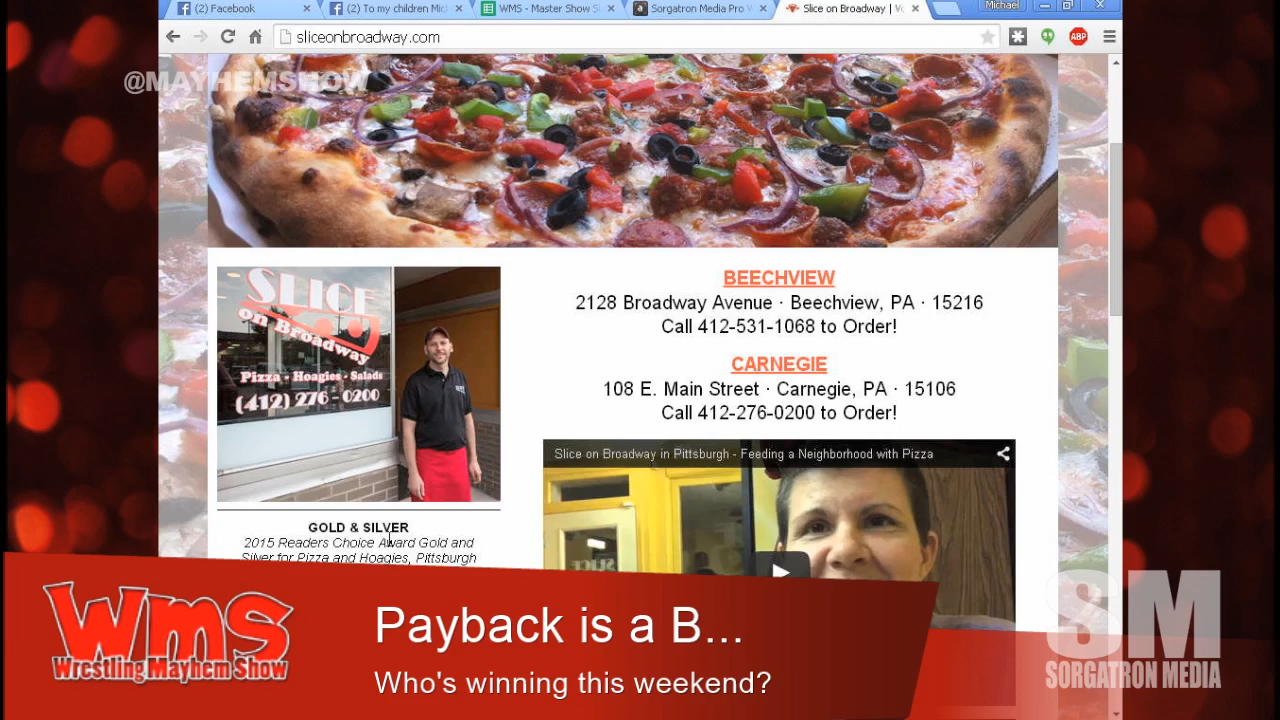 (2) Facebook
(2) To my children Mic
WMS - Master Show S
Sorgatron Media Pro
Slice on Broadway | Vo
Michael
sliceonbroadway.com
ABP
@MAYHEMSHOW
SLICE
on Broadway
Pizza - Hoagies - Salads
(412) 276 - 0200
BEECHVIEW
2128 Broadway Avenue · Beechview, PA · 15216
Call 412-531-1068 to Order!
CARNEGIE
108 E. Main Street · Carnegie, PA · 15106
Call 412-276-0200 to Order!
Slice on Broadway in Pittsburgh - Feeding a Neighborhood with Pizza
GOLD & SILVER
2015 Readers Choice Award Gold and
Silver for Pizza and Hoagies, Pittsburgh
wms
Wrestling Mayhem Show
Payback is a B...
Who's winning this weekend?
SM
SORGATRON MEDIA